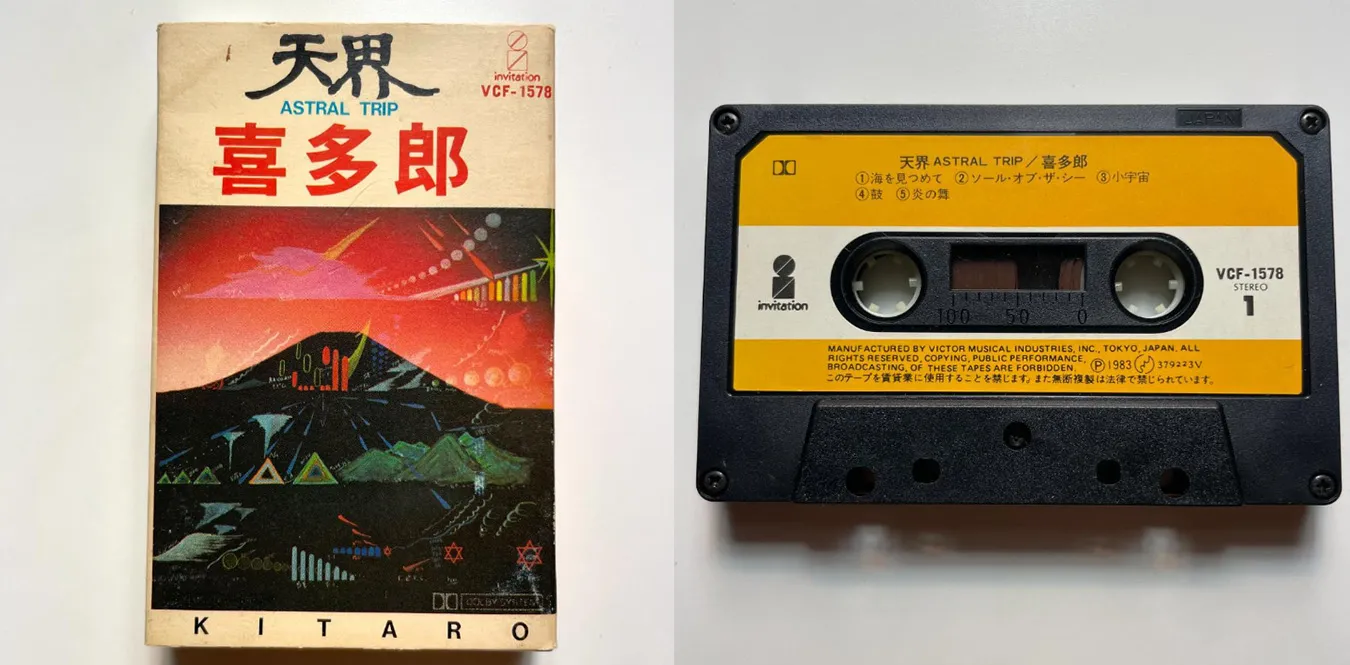 天界
ASTRAL TRIP
喜多郎
invitation
VCF-1578
DOLBY SYSTEM
KITARO
JAPAN
天界 ASTRAL TRIP/喜多郎
①海を見つめて ②ソール・オブ・ザ・シー ③小宇宙
④鼓 ⑤炎の舞
invitation
VCF-1578
STEREO
1
100 50 0
MANUFACTURED BY VICTOR MUSICAL INDUSTRIES, INC., TOKYO, JAPAN. ALL
RIGHTS RESERVED, COPYING, PUBLIC PERFORMANCE,
BROADCASTING, OF THESE TAPES ARE FORBIDDEN. Ⓟ1983 379223V
このテープを賃貸業に使用することを禁じます。また無断複製は法律で禁じられています。